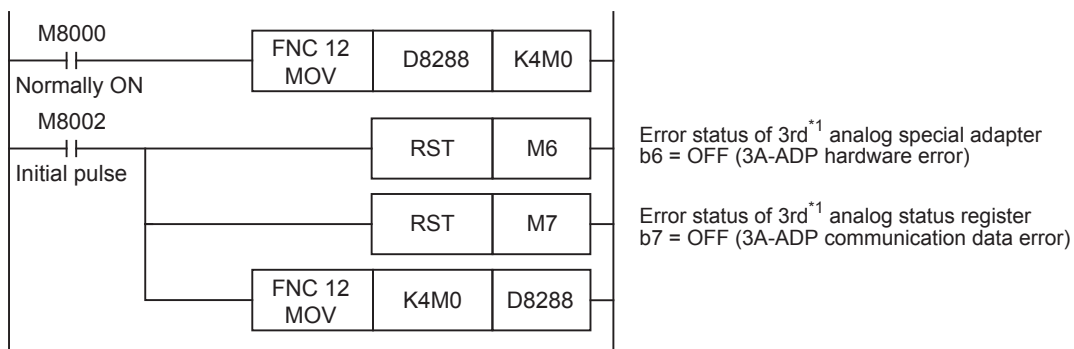 M8000
FNC 12
MOV
D8288
K4M0
Normally ON
M8002
RST
M6
Error status of 3rd*1 analog special adapter
b6 = OFF (3A-ADP hardware error)
Initial pulse
RST
M7
Error status of 3rd*1 analog status register
b7 = OFF (3A-ADP communication data error)
FNC 12
MOV
K4M0
D8288